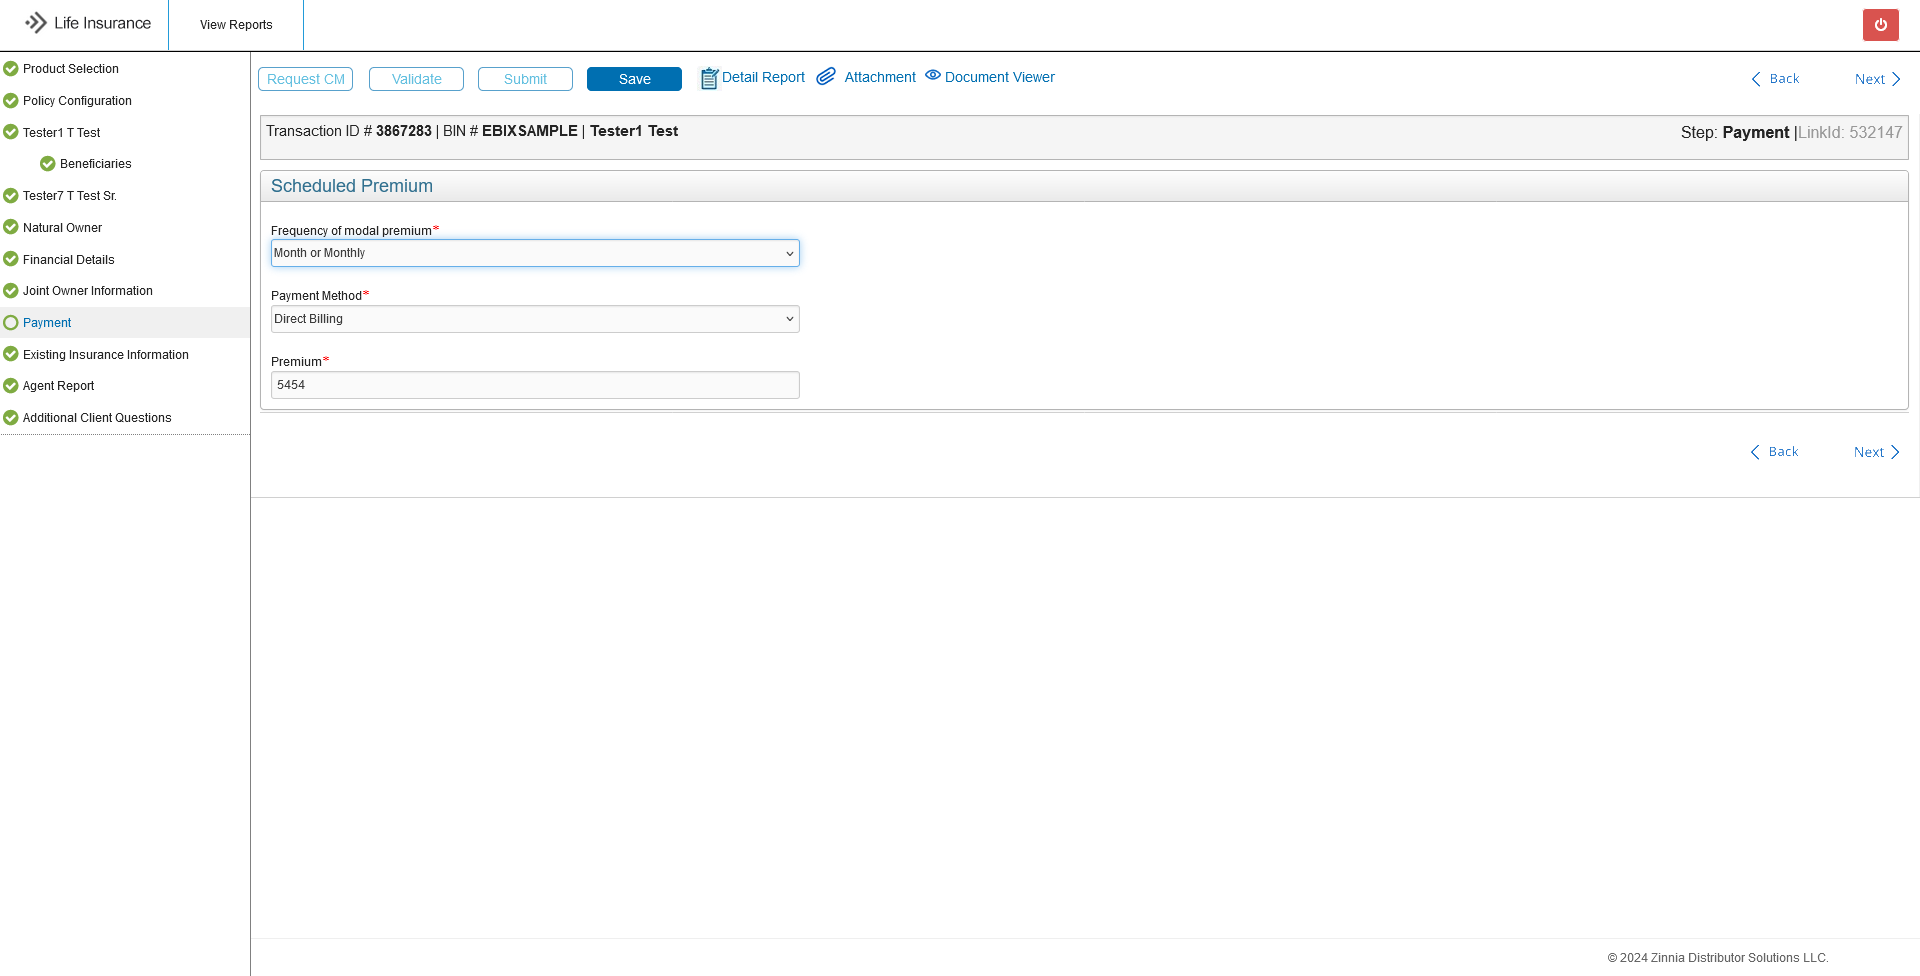 Life Insurance
View Reports
Product Selection
Policy Configuration
Tester1 T Test
Beneficiaries
Tester7 T Test Sr.
Natural Owner
Financial Details
Joint Owner Information
Payment
Existing Insurance Information
Agent Report
Additional Client Questions
Request CM Validate Submit Save Detail Report Attachment Document Viewer Back Next
Transaction ID # 3867283 | BIN # EBIXSAMPLE | Tester1 Test Step: Payment |LinkId: 532147
Scheduled Premium
Frequency of modal premium*
Month or Monthly
Payment Method*
Direct Billing
Premium*
5454
Back Next
© 2024 Zinnia Distributor Solutions LLC.